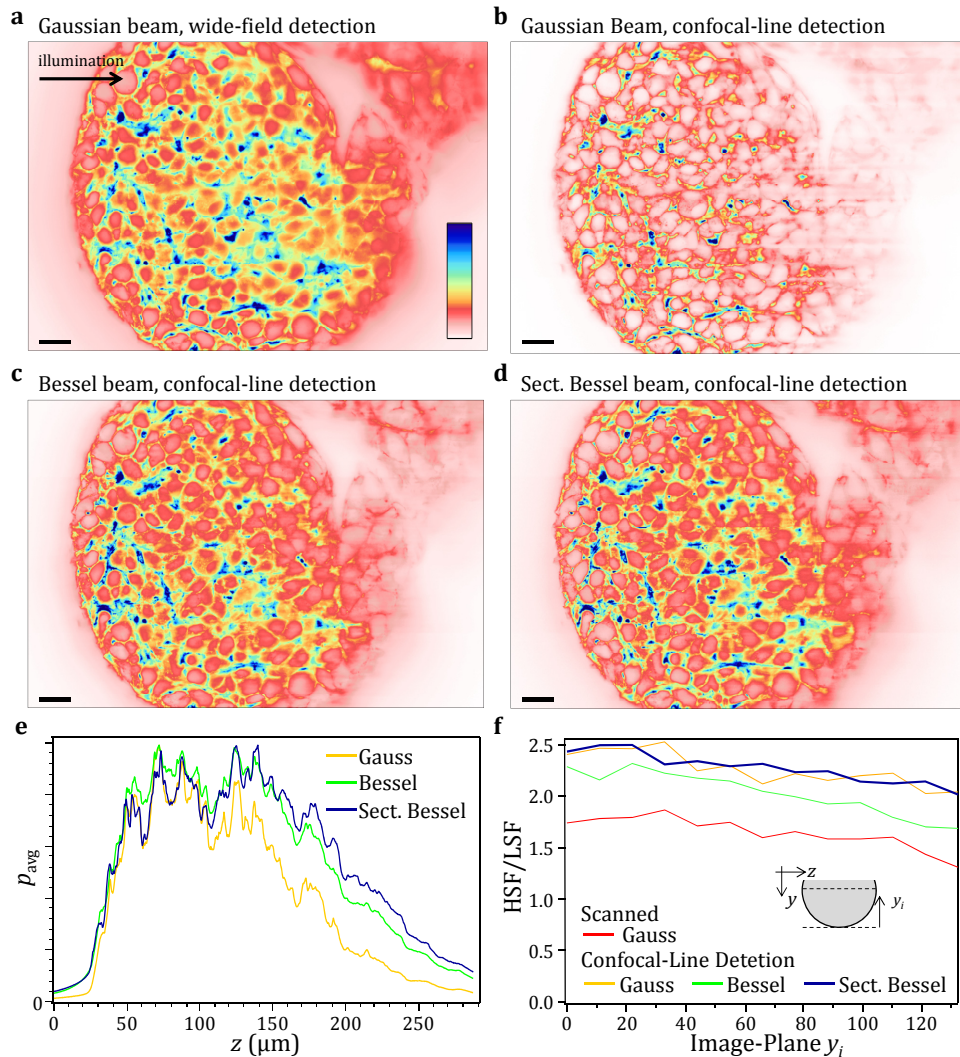 a
Gaussian beam, wide-field detection
illumination
b
Gaussian Beam, confocal-line detection
c
Bessel beam, confocal-line detection
d
Sect. Bessel beam, confocal-line detection
e
Gauss
Bessel
Sect. Bessel
p_avg
0
0 50 100 150 200 250
z (µm)
f
2.5
2.0
1.5
1.0
0.5
0.0
HSF/LSF
z
y
y_i
Scanned
Gauss
Confocal-Line Detetion
Gauss Bessel Sect. Bessel
0 20 40 60 80 100 120
Image-Plane y_i